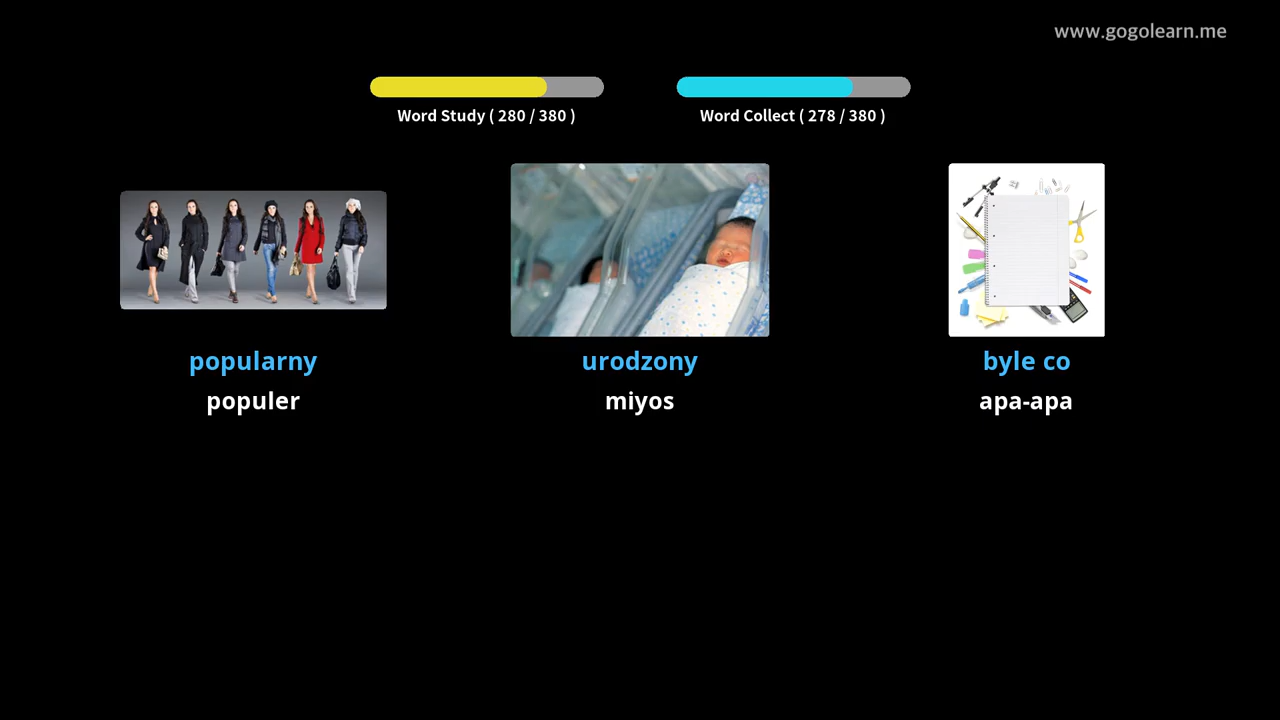 www.gogolearn.me
Word Study ( 280 / 380 )
Word Collect ( 278 / 380 )
popularny
populer
urodzony
miyos
byle co
apa-apa